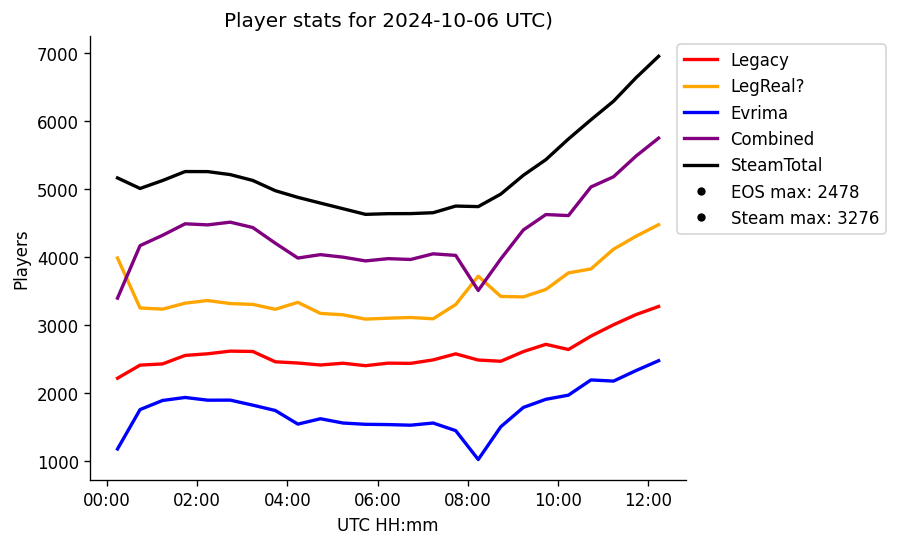 Player stats for 2024-10-06 UTC)
Players
7000
6000
5000
4000
3000
2000
1000
00:00 02:00 04:00 06:00 08:00 10:00 12:00
UTC HH:mm
Legacy
LegReal?
Evrima
Combined
SteamTotal
EOS max: 2478
Steam max: 3276